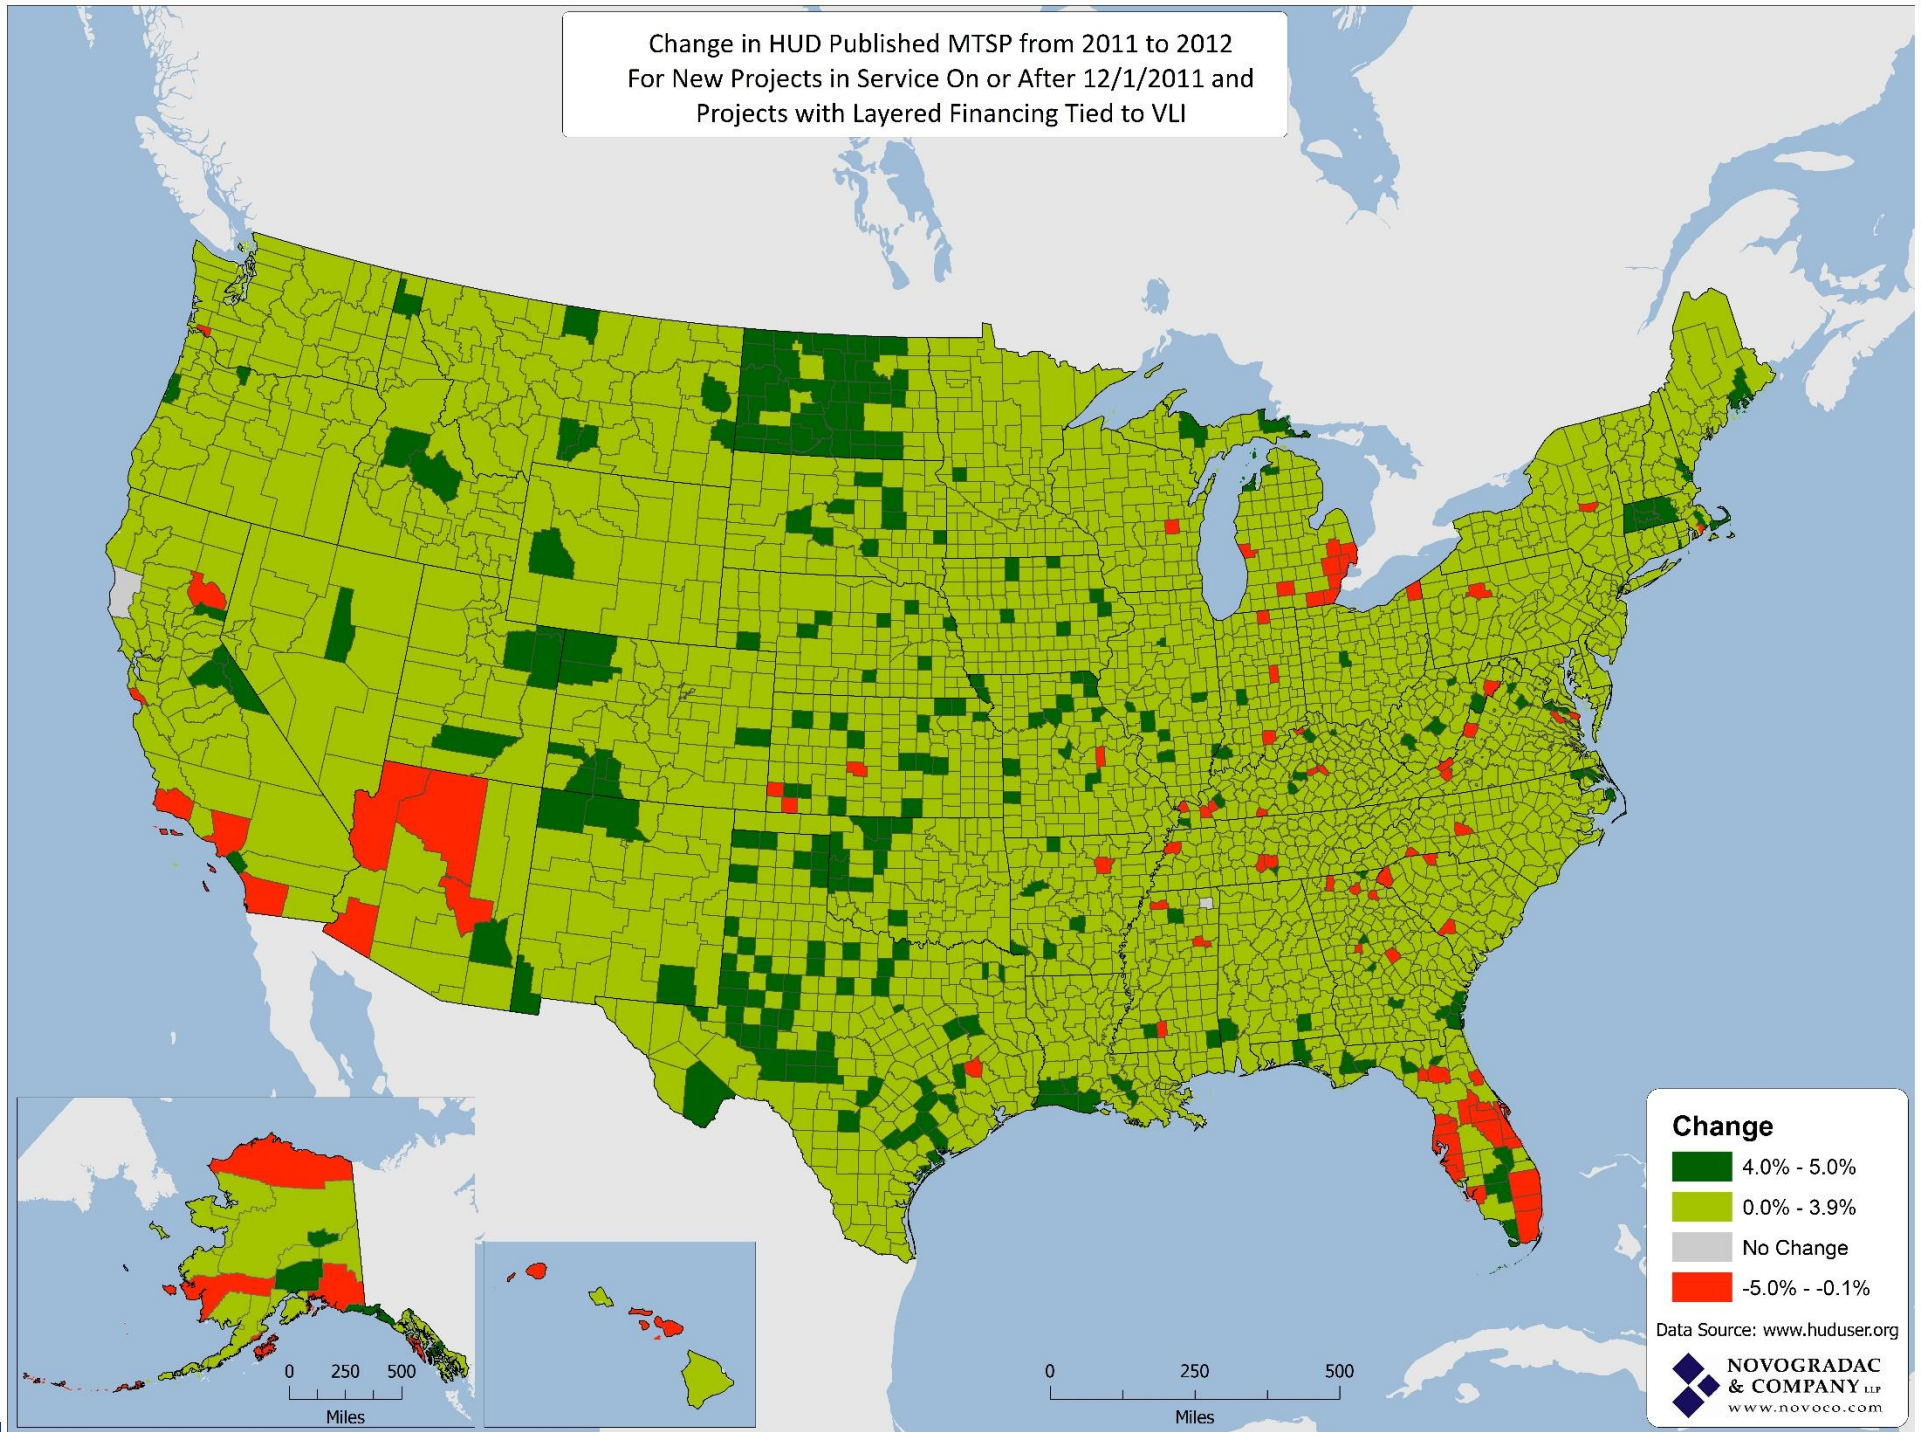 Change in HUD Published MTSP from 2011 to 2012
For New Projects in Service On or After 12/1/2011 and
Projects with Layered Financing Tied to VLI
Change
4.0% - 5.0%
0.0% - 3.9%
No Change
-5.0% - -0.1%
Data Source: www.huduser.org
NOVOGRADAC
& COMPANY LLP
www.novoco.com
0 250 500
Miles
0 250 500
Miles